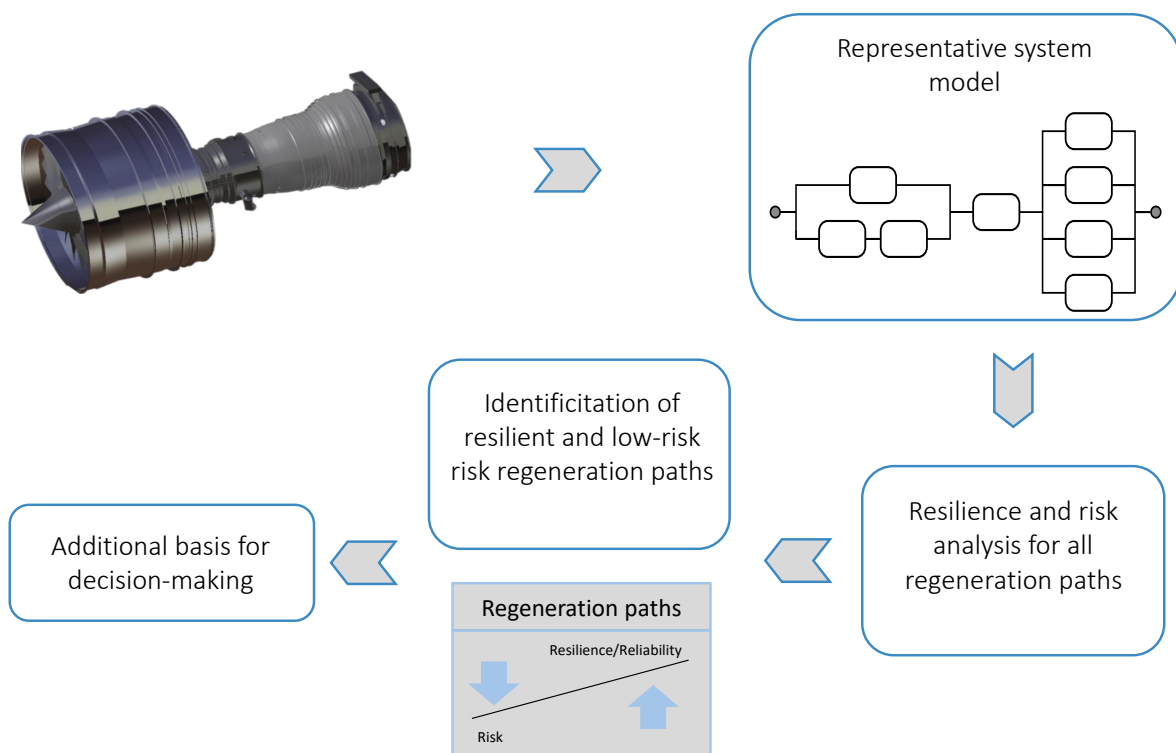 Representative system
model
Identificitation of
resilient and low-risk
risk regeneration paths
Resilience and risk
analysis for all
regeneration paths
Additional basis for
decision-making
Regeneration paths
Resilience/Reliability
Risk